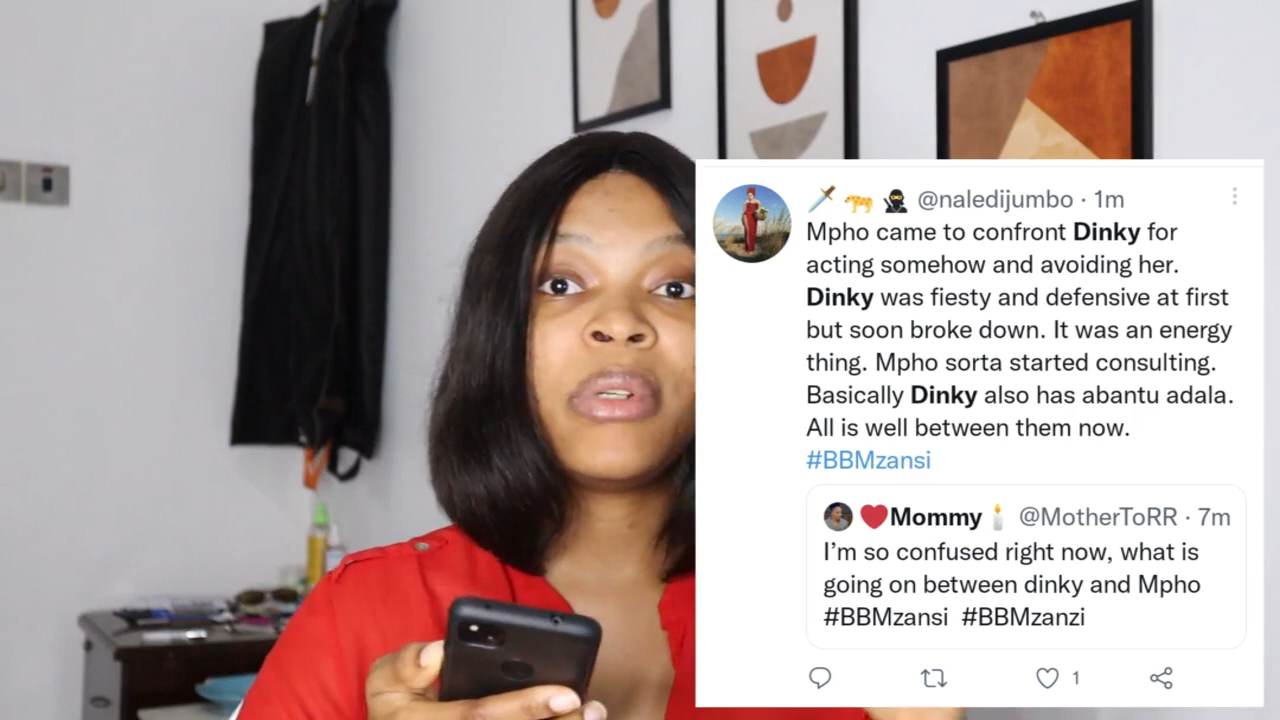 @naledijumbo · 1m
Mpho came to confront Dinky for
acting somehow and avoiding her.
Dinky was fiesty and defensive at first
but soon broke down. It was an energy
thing. Mpho sorta started consulting.
Basically Dinky also has abantu adala.
All is well between them now.
#BBMzansi
Mommy @MotherToRR · 7m
I'm so confused right now, what is
going on between dinky and Mpho
#BBMzansi #BBMzanzi
1